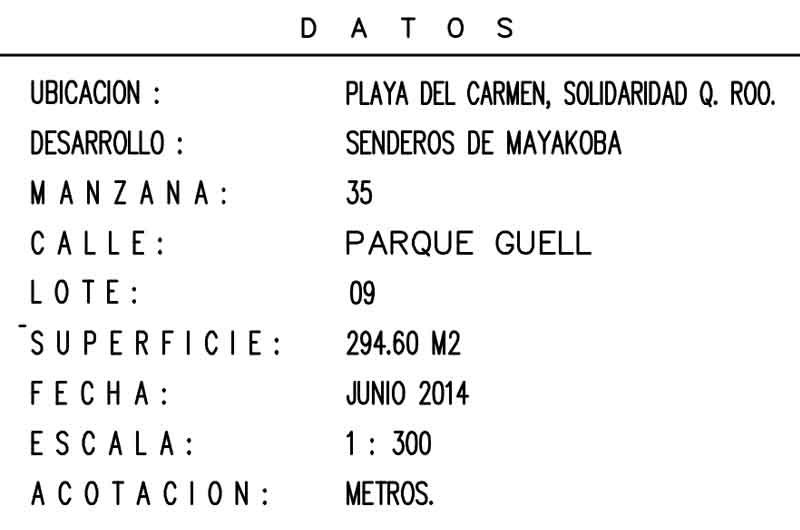 DATOS
UBICACION : PLAYA DEL CARMEN, SOLIDARIDAD Q. ROO.
DESARROLLO : SENDEROS DE MAYAKOBA
MANZANA: 35
CALLE: PARQUE GUELL
LOTE: 09
SUPERFICIE: 294.60 M2
FECHA: JUNIO 2014
ESCALA: 1 : 300
ACOTACION: METROS.